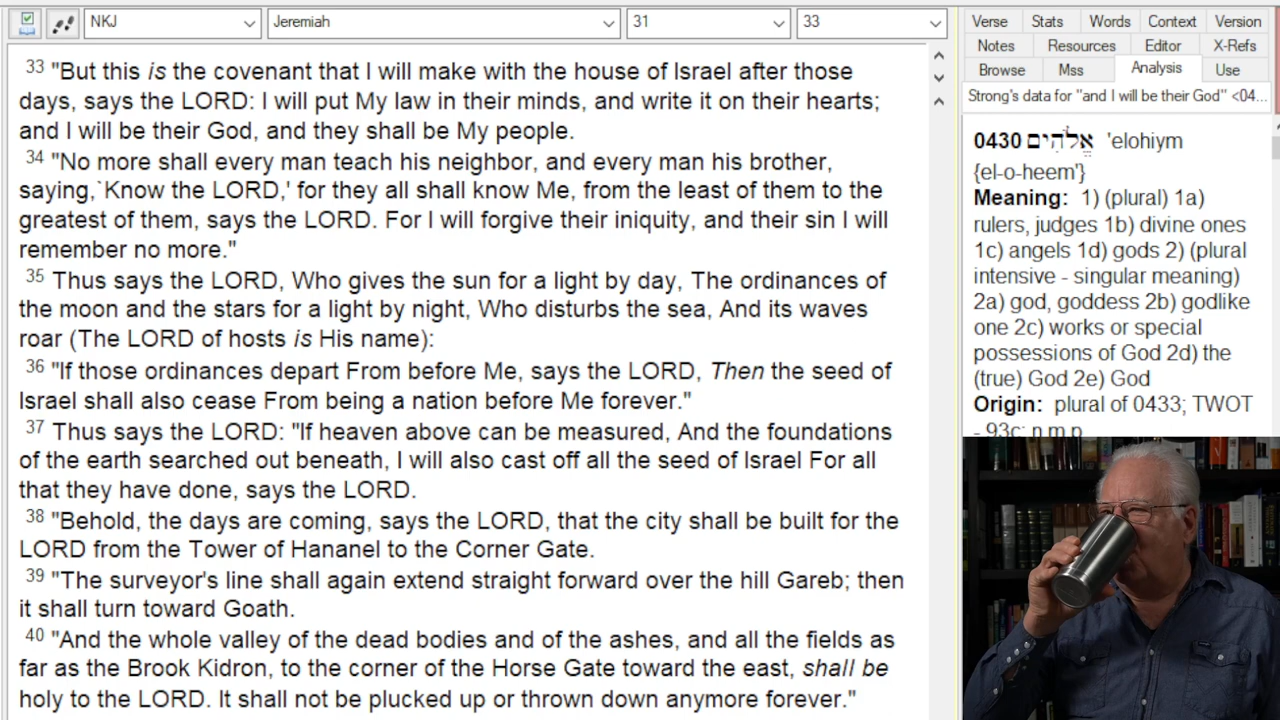 NKJ Jeremiah 31 33
33 "But this is the covenant that I will make with the house of Israel after those
days, says the LORD: I will put My law in their minds, and write it on their hearts;
and I will be their God, and they shall be My people.
34 "No more shall every man teach his neighbor, and every man his brother,
saying,`Know the LORD,' for they all shall know Me, from the least of them to the
greatest of them, says the LORD. For I will forgive their iniquity, and their sin I will
remember no more."
35 Thus says the LORD, Who gives the sun for a light by day, The ordinances of
the moon and the stars for a light by night, Who disturbs the sea, And its waves
roar (The LORD of hosts is His name):
36 "If those ordinances depart From before Me, says the LORD, Then the seed of
Israel shall also cease From being a nation before Me forever."
37 Thus says the LORD: "If heaven above can be measured, And the foundations
of the earth searched out beneath, I will also cast off all the seed of Israel For all
that they have done, says the LORD.
38 "Behold, the days are coming, says the LORD, that the city shall be built for the
LORD from the Tower of Hananel to the Corner Gate.
39 "The surveyor's line shall again extend straight forward over the hill Gareb; then
it shall turn toward Goath.
40 "And the whole valley of the dead bodies and of the ashes, and all the fields as
far as the Brook Kidron, to the corner of the Horse Gate toward the east, shall be
holy to the LORD. It shall not be plucked up or thrown down anymore forever."
Verse Stats Words Context Version
Notes Resources Editor X-Refs
Browse Mss Analysis Use
Strong's data for "and I will be their God" <04...
0430 אֱלֹהִים 'elohiym
{el-o-heem'}
Meaning: 1) (plural) 1a)
rulers, judges 1b) divine ones
1c) angels 1d) gods 2) (plural
intensive - singular meaning)
2a) god, goddess 2b) godlike
one 2c) works or special
possessions of God 2d) the
(true) God 2e) God
Origin: plural of 0433; TWOT
- 93c; n m p